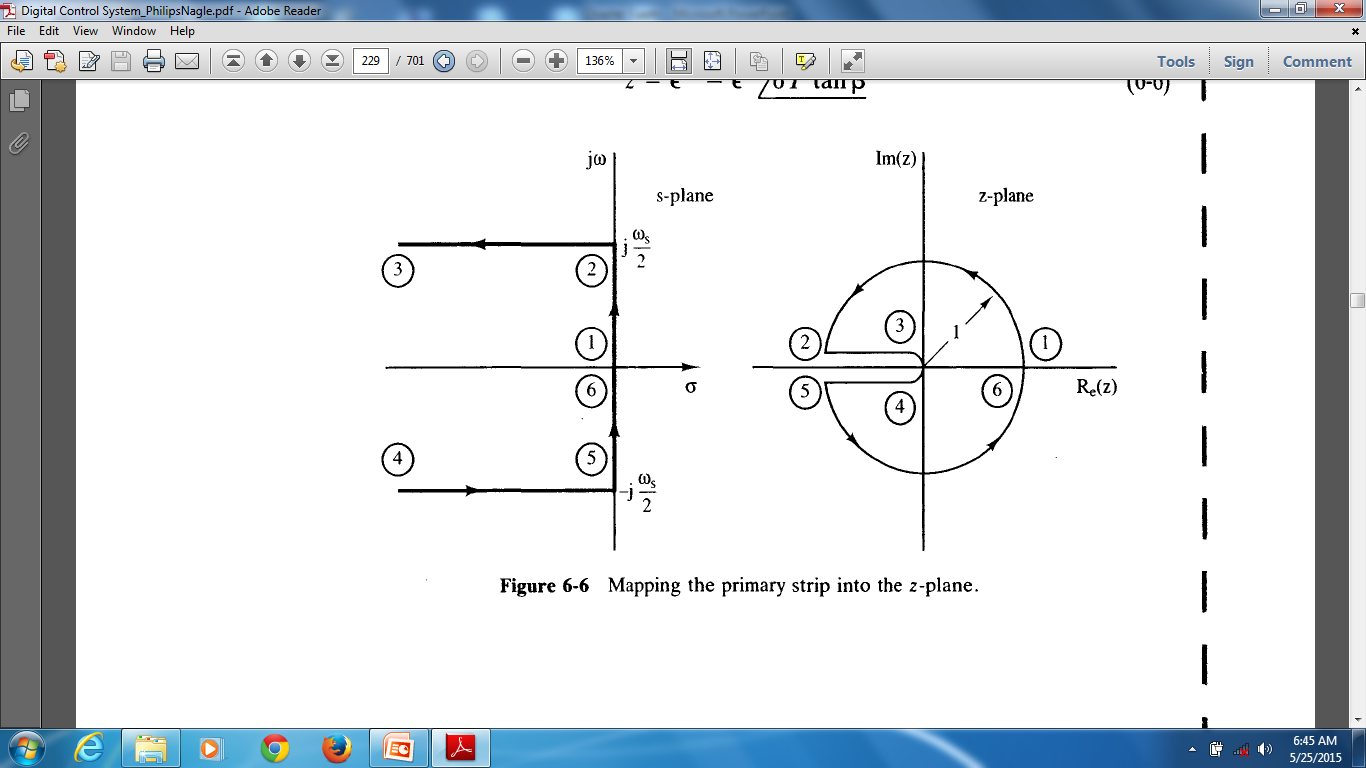 Digital Control System_PhilipsNagle.pdf - Adobe Reader
File Edit View Window Help
229 / 701 136% Tools Sign Comment
(6-6)
jω
s-plane
j ωs/2
3
2
1
6
σ
4
5
-j ωs/2
Im(z)
z-plane
3
2
1
1
5
4
6
Re(z)
Figure 6-6 Mapping the primary strip into the z-plane.
6:45 AM
5/25/2015